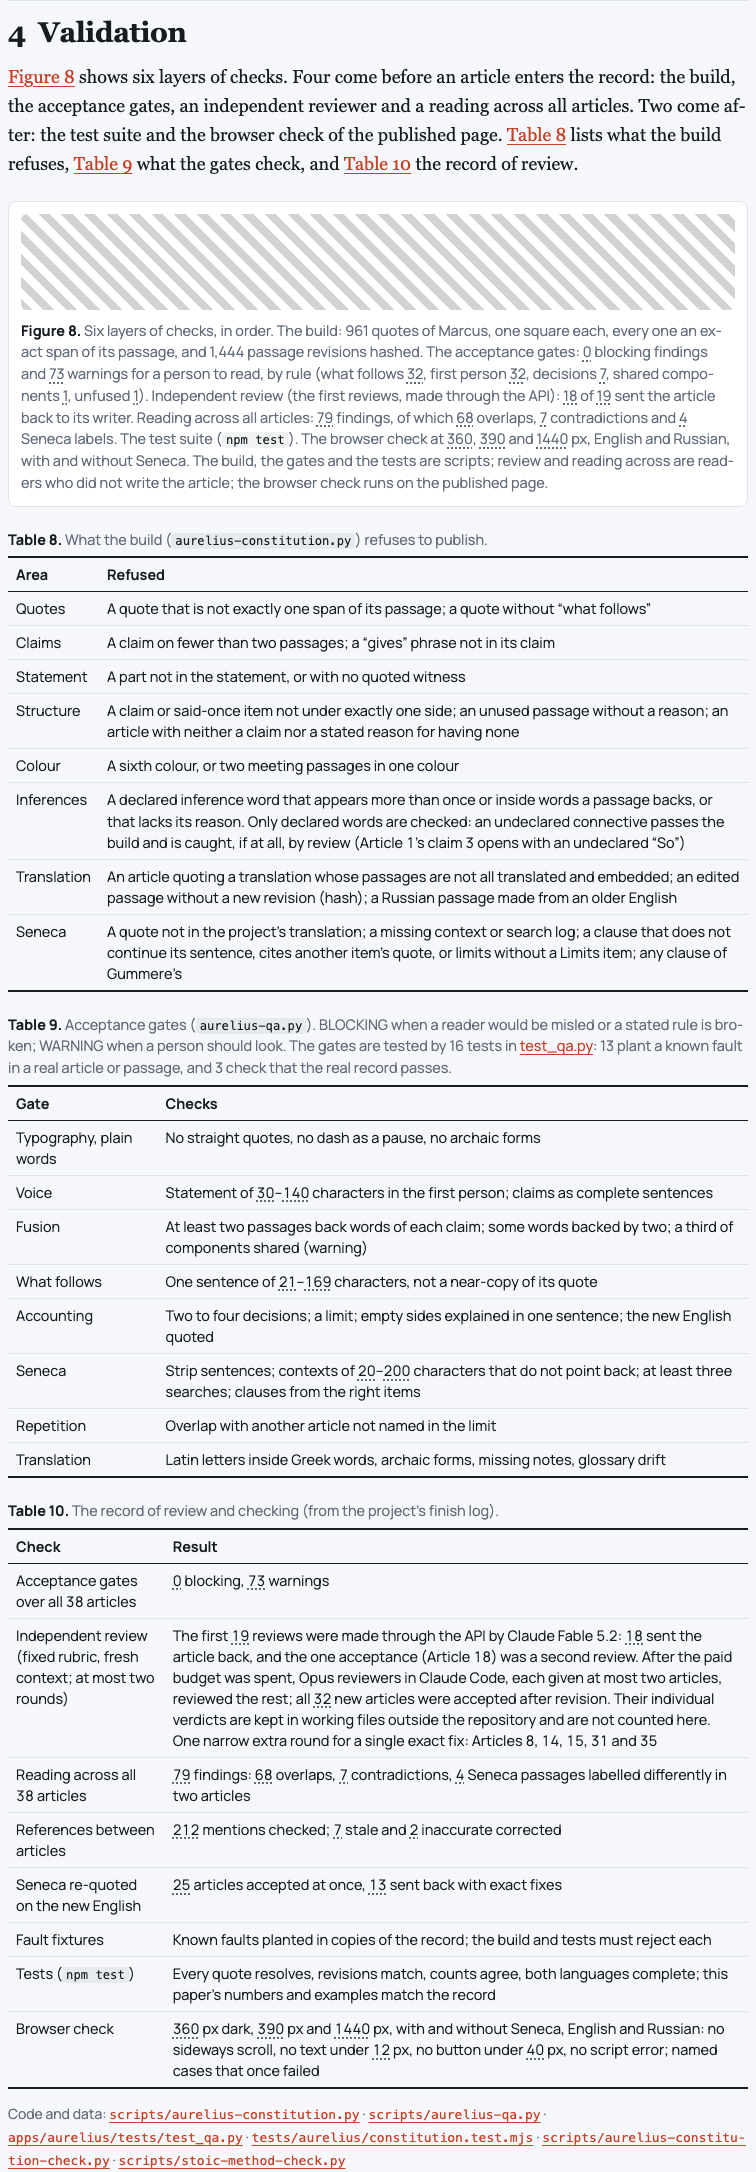 4 Validation
Figure 8 shows six layers of checks. Four come before an article enters the record: the build,
the acceptance gates, an independent reviewer and a reading across all articles. Two come af-
ter: the test suite and the browser check of the published page. Table 8 lists what the build
refuses, Table 9 what the gates check, and Table 10 the record of review.
Figure 8. Six layers of checks, in order. The build: 961 quotes of Marcus, one square each, every one an ex-
act span of its passage, and 1,444 passage revisions hashed. The acceptance gates: 0 blocking findings
and 73 warnings for a person to read, by rule (what follows 32, first person 32, decisions 7, shared compo-
nents 1, unfused 1). Independent review (the first reviews, made through the API): 18 of 19 sent the article
back to its writer. Reading across all articles: 79 findings, of which 68 overlaps, 7 contradictions and 4
Seneca labels. The test suite ( npm test ). The browser check at 360, 390 and 1440 px, English and Russian,
with and without Seneca. The build, the gates and the tests are scripts; review and reading across are read-
ers who did not write the article; the browser check runs on the published page.
Table 8. What the build ( aurelius-constitution.py ) refuses to publish.
Area Refused
Quotes A quote that is not exactly one span of its passage; a quote without “what follows”
Claims A claim on fewer than two passages; a “gives” phrase not in its claim
Statement A part not in the statement, or with no quoted witness
Structure A claim or said-once item not under exactly one side; an unused passage without a reason; an
article with neither a claim nor a stated reason for having none
Colour A sixth colour, or two meeting passages in one colour
Inferences A declared inference word that appears more than once or inside words a passage backs, or
that lacks its reason. Only declared words are checked: an undeclared connective passes the
build and is caught, if at all, by review (Article 1’s claim 3 opens with an undeclared “So”)
Translation An article quoting a translation whose passages are not all translated and embedded; an edited
passage without a new revision (hash); a Russian passage made from an older English
Seneca A quote not in the project’s translation; a missing context or search log; a clause that does not
continue its sentence, cites another item’s quote, or limits without a Limits item; any clause of
Gummere’s
Table 9. Acceptance gates ( aurelius-qa.py ). BLOCKING when a reader would be misled or a stated rule is bro-
ken; WARNING when a person should look. The gates are tested by 16 tests in test_qa.py: 13 plant a known fault
in a real article or passage, and 3 check that the real record passes.
Gate Checks
Typography, plain No straight quotes, no dash as a pause, no archaic forms
words
Voice Statement of 30–140 characters in the first person; claims as complete sentences
Fusion At least two passages back words of each claim; some words backed by two; a third of
components shared (warning)
What follows One sentence of 21–169 characters, not a near-copy of its quote
Accounting Two to four decisions; a limit; empty sides explained in one sentence; the new English
quoted
Seneca Strip sentences; contexts of 20–200 characters that do not point back; at least three
searches; clauses from the right items
Repetition Overlap with another article not named in the limit
Translation Latin letters inside Greek words, archaic forms, missing notes, glossary drift
Table 10. The record of review and checking (from the project’s finish log).
Check Result
Acceptance gates 0 blocking, 73 warnings
over all 38 articles
Independent review The first 19 reviews were made through the API by Claude Fable 5.2: 18 sent the
(fixed rubric, fresh article back, and the one acceptance (Article 18) was a second review. After the paid
context; at most two budget was spent, Opus reviewers in Claude Code, each given at most two articles,
rounds) reviewed the rest; all 32 new articles were accepted after revision. Their individual
verdicts are kept in working files outside the repository and are not counted here.
One narrow extra round for a single exact fix: Articles 8, 14, 15, 31 and 35
Reading across all 79 findings: 68 overlaps, 7 contradictions, 4 Seneca passages labelled differently in
38 articles two articles
References between 212 mentions checked; 7 stale and 2 inaccurate corrected
articles
Seneca re-quoted 25 articles accepted at once, 13 sent back with exact fixes
on the new English
Fault fixtures Known faults planted in copies of the record; the build and tests must reject each
Tests ( npm test ) Every quote resolves, revisions match, counts agree, both languages complete; this
paper’s numbers and examples match the record
Browser check 360 px dark, 390 px and 1440 px, with and without Seneca, English and Russian: no
sideways scroll, no text under 12 px, no button under 40 px, no script error; named
cases that once failed
Code and data: scripts/aurelius-constitution.py · scripts/aurelius-qa.py ·
apps/aurelius/tests/test_qa.py · tests/aurelius/constitution.test.mjs · scripts/aurelius-constitu-
tion-check.py · scripts/stoic-method-check.py